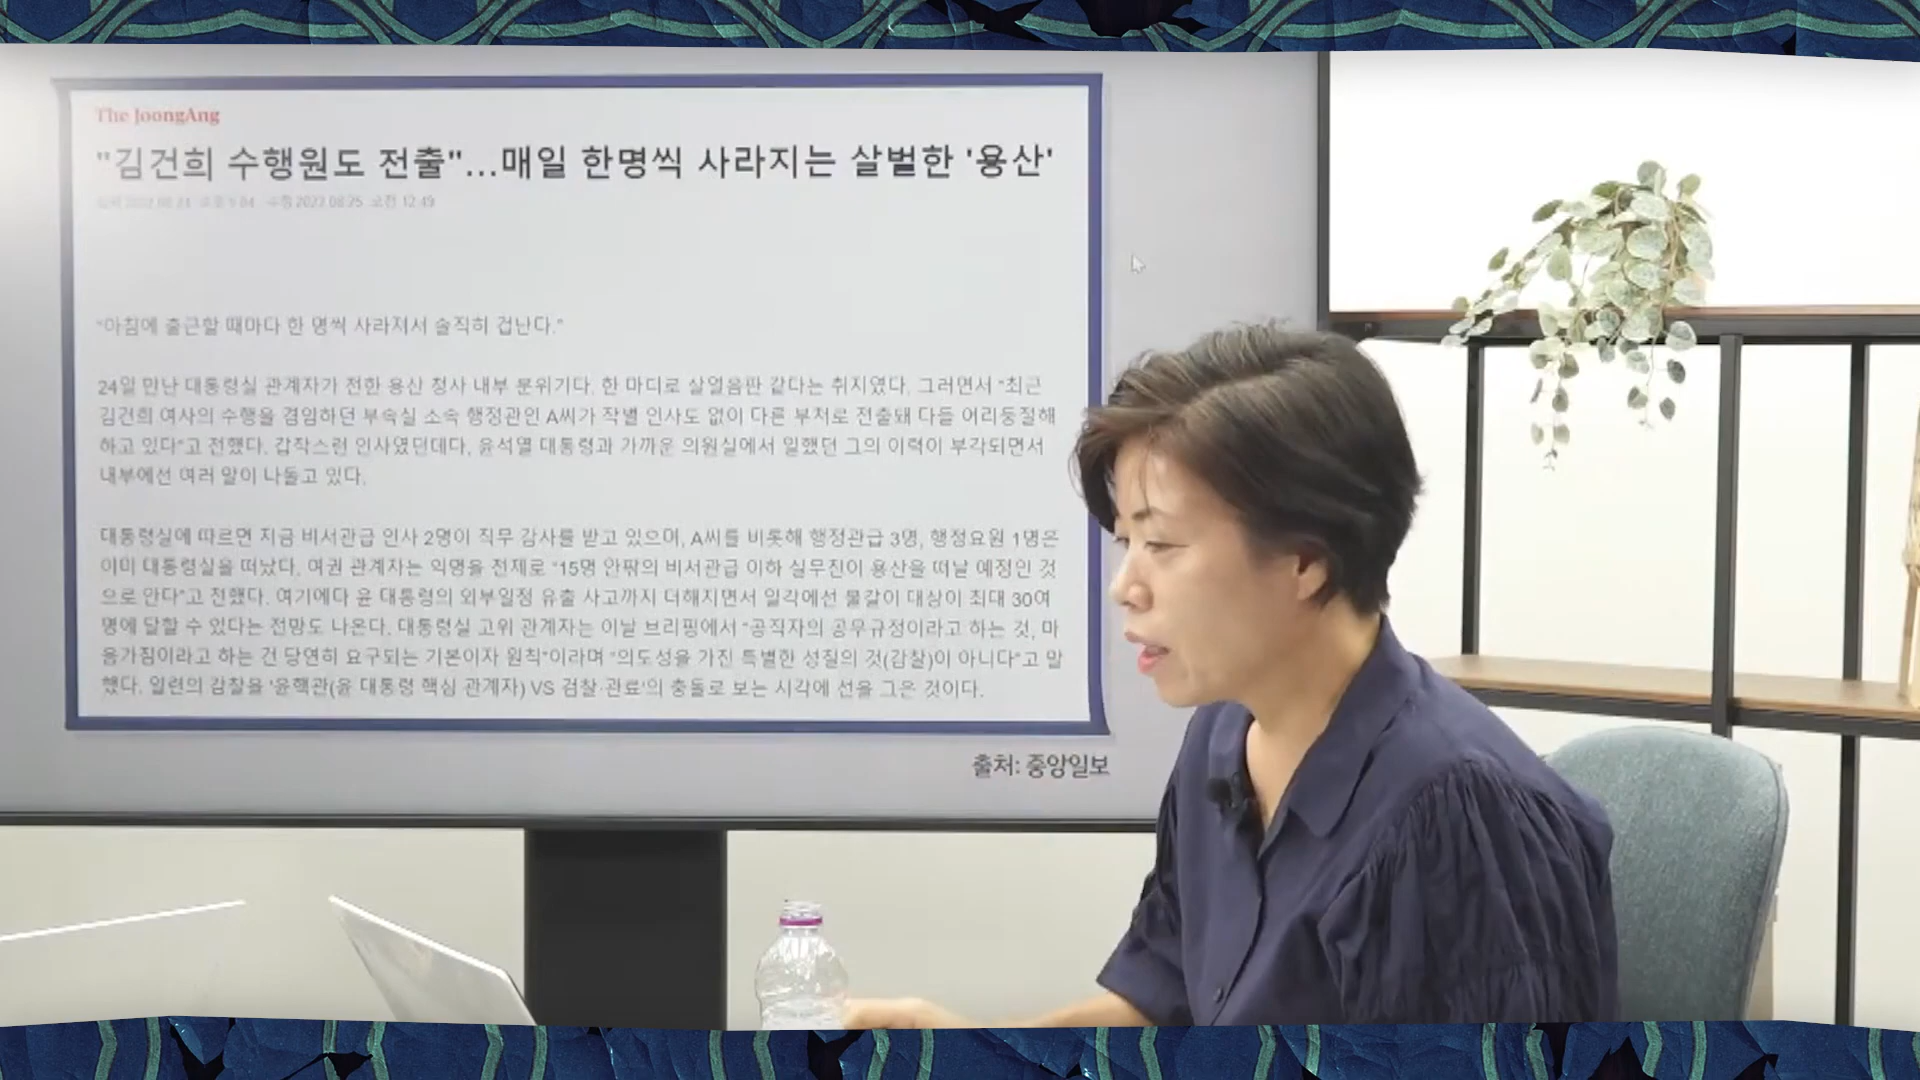 The JoongAng
"김건희 수행원도 전출"...매일 한명씩 사라지는 살벌한 '용산'
수정 2022.08.25 오전 12:49
"아침에 출근할 때마다 한 명씩 사라져서 솔직히 겁난다."
24일 만난 대통령실 관계자가 전한 용산 청사 내부 분위기다. 한 마디로 살얼음판 같다는 취지였다. 그러면서 "최근
김건희 여사의 수행을 겸임하던 부속실 소속 행정관인 A씨가 작별 인사도 없이 다른 부처로 전출돼 다들 어리둥절해
하고 있다"고 전했다. 갑작스런 인사였던데다, 윤석열 대통령과 가까운 의원실에서 일했던 그의 이력이 부각되면서
내부에선 여러 말이 나돌고 있다.
대통령실에 따르면 지금 비서관급 인사 2명이 직무 감사를 받고 있으며, A씨를 비롯해 행정관급 3명, 행정요원 1명은
이미 대통령실을 떠났다. 여권 관계자는 익명을 전제로 "15명 안팎의 비서관급 이하 실무진이 용산을 떠날 예정인 것
으로 안다"고 전했다. 여기에다 윤 대통령의 외부일정 유출 사고까지 더해지면서 일각에선 물갈이 대상이 최대 30여
명에 달할 수 있다는 전망도 나온다. 대통령실 고위 관계자는 이날 브리핑에서 "공직자의 공무규정이라고 하는 것, 마
음가짐이라고 하는 건 당연히 요구되는 기본이자 원칙"이라며 "의도성을 가진 특별한 성질의 것(감찰)이 아니다"고 말
했다. 일련의 감찰을 '윤핵관(윤 대통령 핵심 관계자) VS 검찰·관료'의 충돌로 보는 시각에 선을 그은 것이다.
출처: 중앙일보